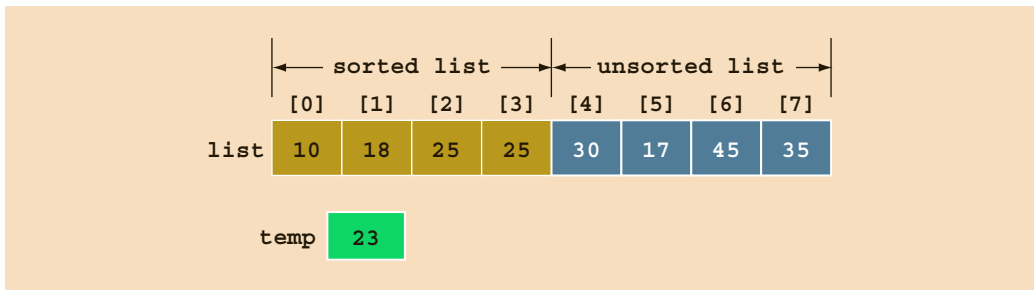 sorted list unsorted list
[0] [1] [2] [3] [4] [5] [6] [7]
list 10 18 25 25 30 17 45 35
temp 23